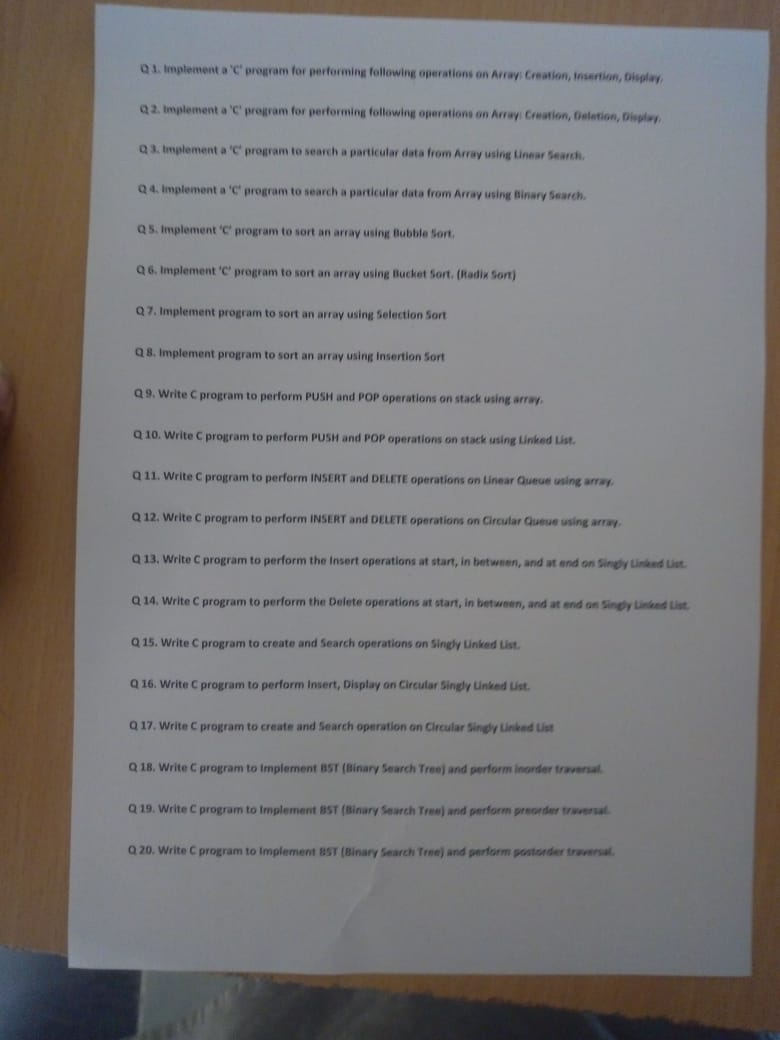 Q 1. Implement a 'C' program for performing following operations on Array: Creation, Insertion, Display.
Q 2. Implement a 'C' program for performing following operations on Array: Creation, Deletion, Display.
Q 3. Implement a 'C' program to search a particular data from Array using Linear Search.
Q 4. Implement a 'C' program to search a particular data from Array using Binary Search.
Q 5. Implement 'C' program to sort an array using Bubble Sort.
Q 6. Implement 'C' program to sort an array using Bucket Sort. (Radix Sort)
Q 7. Implement program to sort an array using Selection Sort
Q 8. Implement program to sort an array using Insertion Sort
Q 9. Write C program to perform PUSH and POP operations on stack using array.
Q 10. Write C program to perform PUSH and POP operations on stack using Linked List.
Q 11. Write C program to perform INSERT and DELETE operations on Linear Queue using array.
Q 12. Write C program to perform INSERT and DELETE operations on Circular Queue using array.
Q 13. Write C program to perform the Insert operations at start, in between, and at end on Singly Linked List.
Q 14. Write C program to perform the Delete operations at start, in between, and at end on Singly Linked List.
Q 15. Write C program to create and Search operations on Singly Linked List.
Q 16. Write C program to perform Insert, Display on Circular Singly Linked List.
Q 17. Write C program to create and Search operation on Circular Singly Linked List
Q 18. Write C program to Implement BST (Binary Search Tree) and perform inorder traversal.
Q 19. Write C program to Implement BST (Binary Search Tree) and perform preorder traversal.
Q 20. Write C program to Implement BST (Binary Search Tree) and perform postorder traversal.